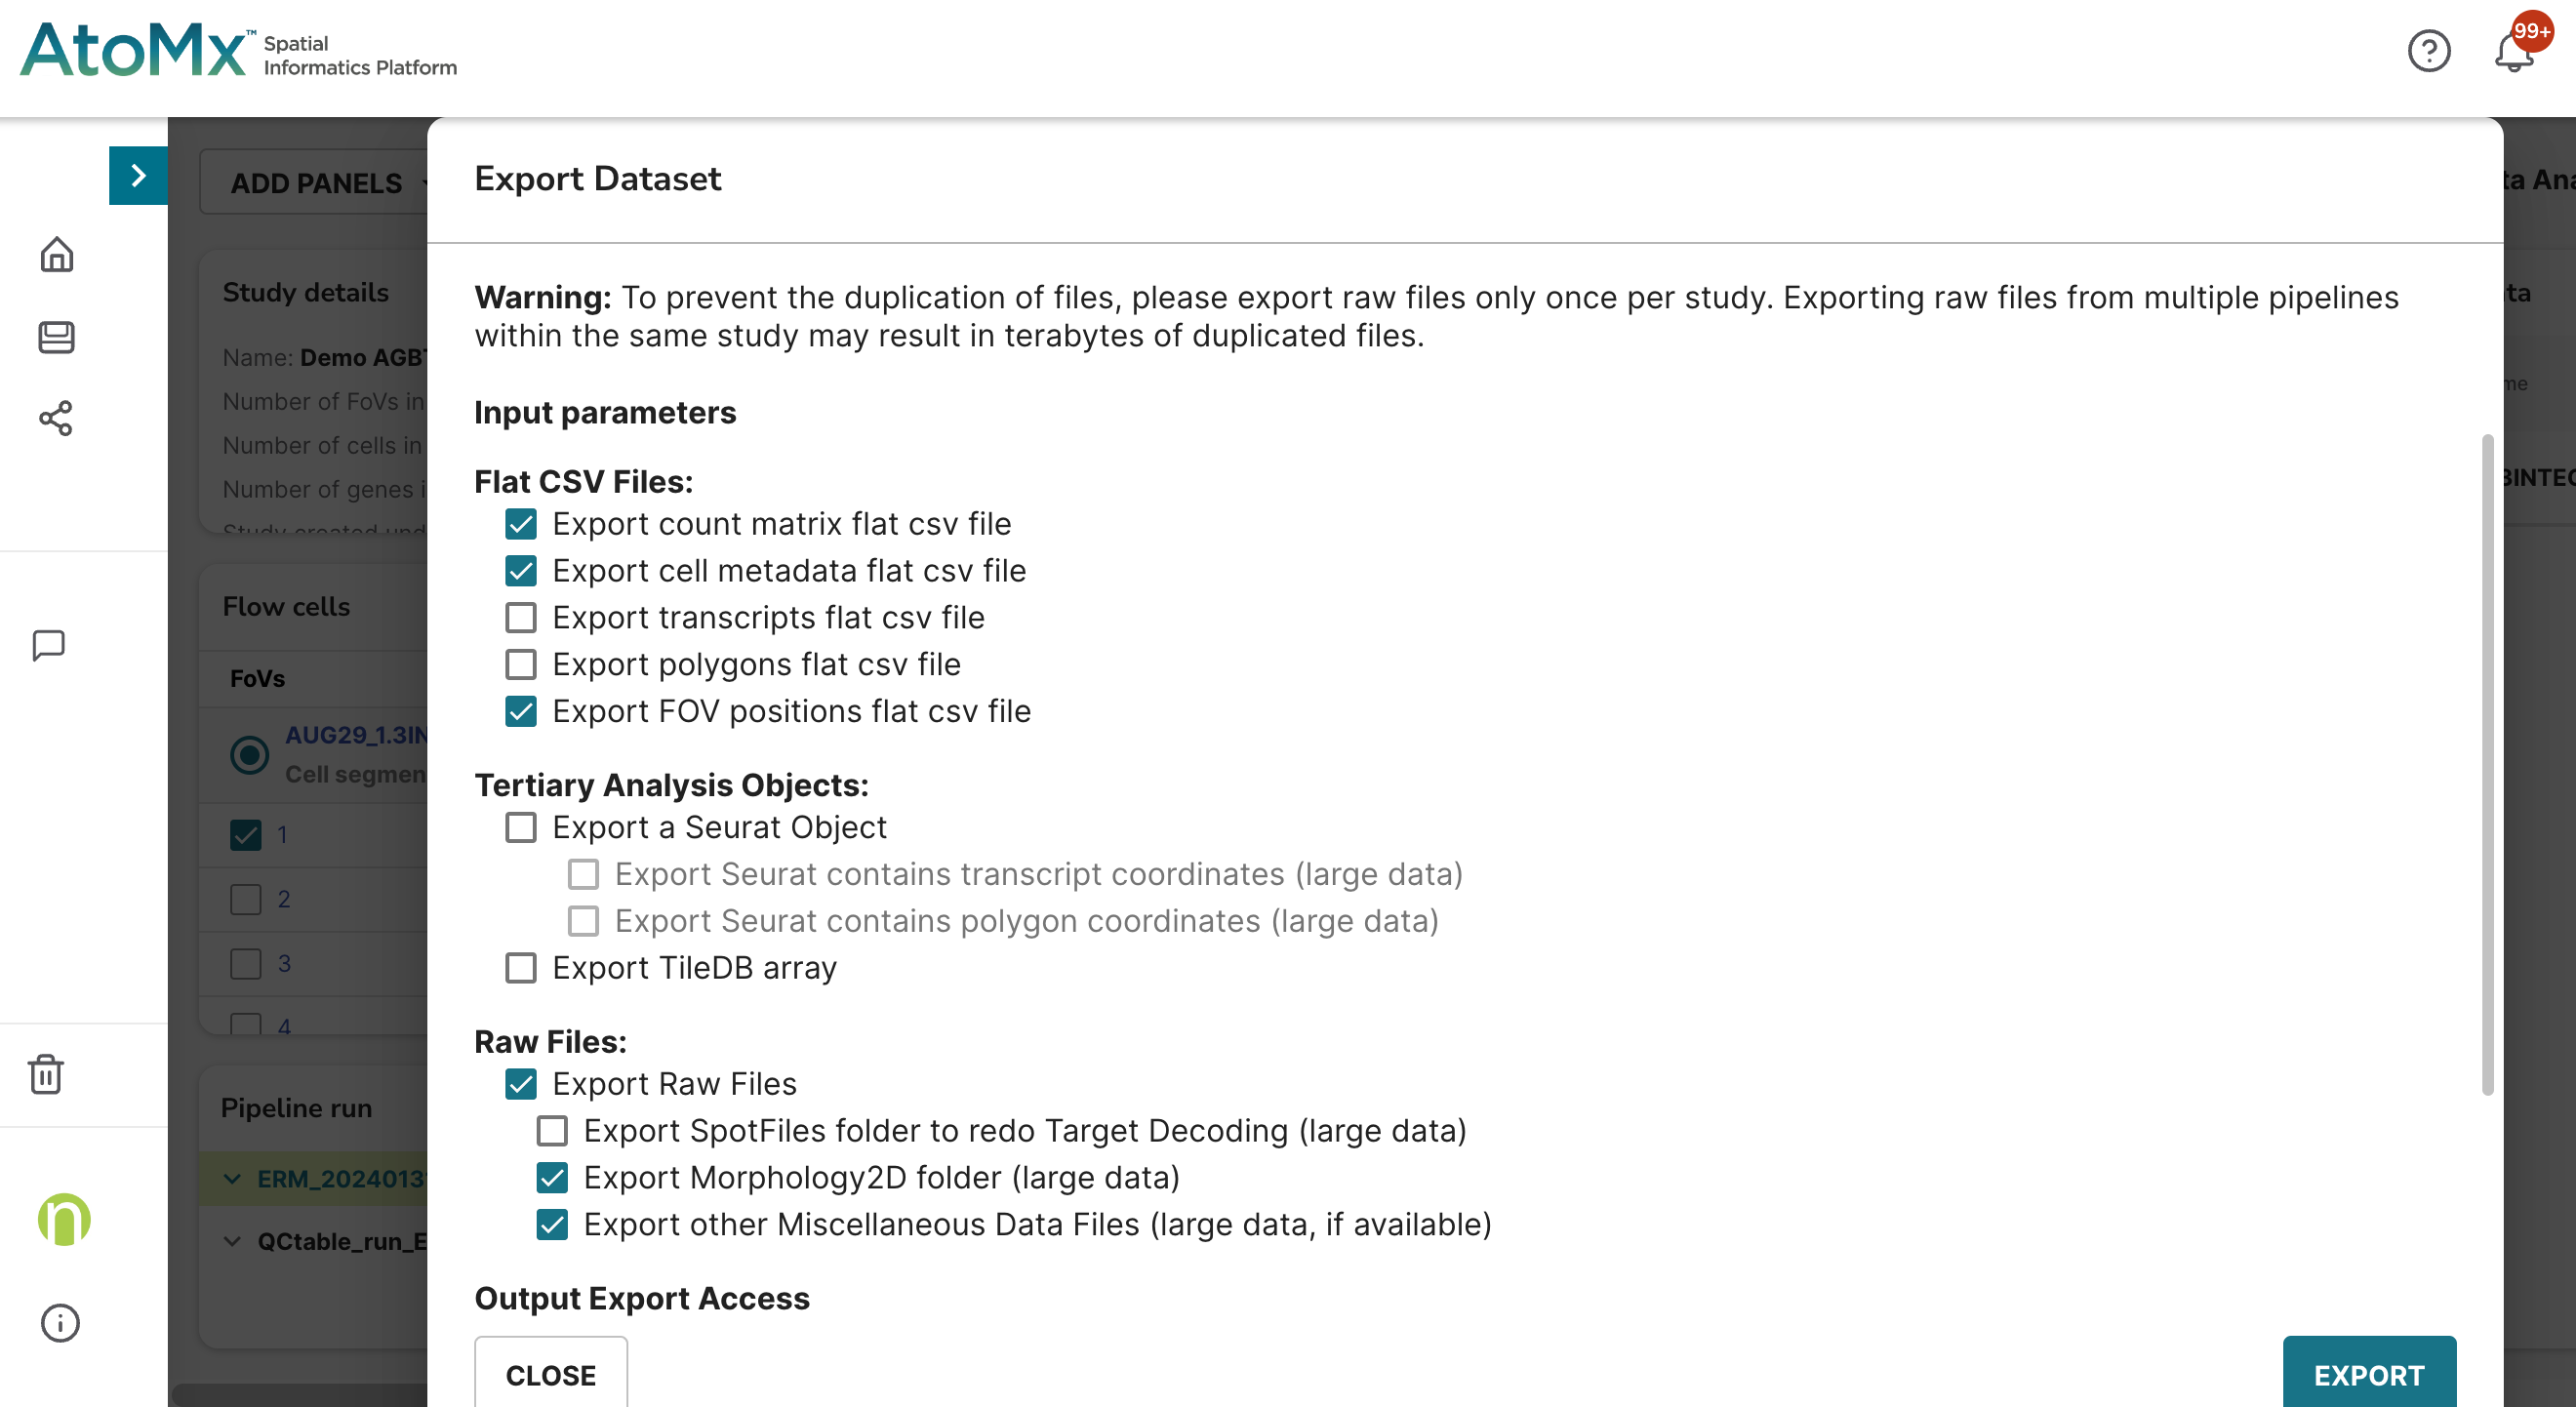 AtoMx™ Spatial
Informatics Platform
99+
ADD PANELS
Export Dataset
Warning: To prevent the duplication of files, please export raw files only once per study. Exporting raw files from multiple pipelines
within the same study may result in terabytes of duplicated files.
Input parameters
Flat CSV Files:
Export count matrix flat csv file
Export cell metadata flat csv file
Export transcripts flat csv file
Export polygons flat csv file
Export FOV positions flat csv file
Tertiary Analysis Objects:
Export a Seurat Object
Export Seurat contains transcript coordinates (large data)
Export Seurat contains polygon coordinates (large data)
Export TileDB array
Raw Files:
Export Raw Files
Export SpotFiles folder to redo Target Decoding (large data)
Export Morphology2D folder (large data)
Export other Miscellaneous Data Files (large data, if available)
Output Export Access
CLOSE
EXPORT
Study details
Name: Demo AGBT
Number of FoVs in
Number of cells in
Number of genes i
Study created und
Flow cells
FoVs
AUG29_1.3IN
Cell segmen
1
2
3
4
Pipeline run
ERM_2024013
QCtable_run_E
n
ta Ana
ta
me
BINTEG